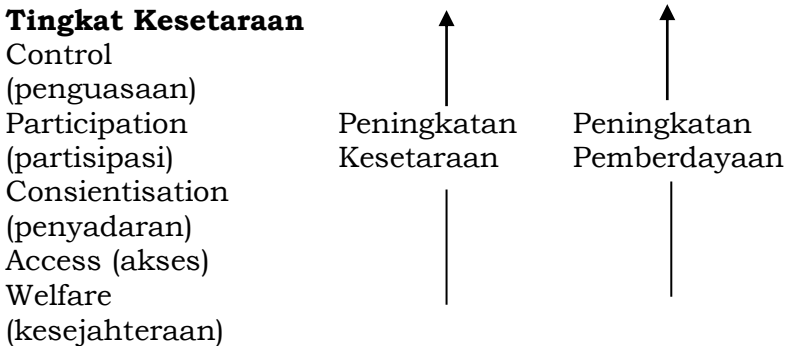 Tingkat Kesetaraan
Control
(penguasaan)
Participation
(partisipasi)
Consientisation
(penyadaran)
Access (akses)
Welfare
(kesejahteraan)
Peningkatan
Kesetaraan
Peningkatan
Pemberdayaan